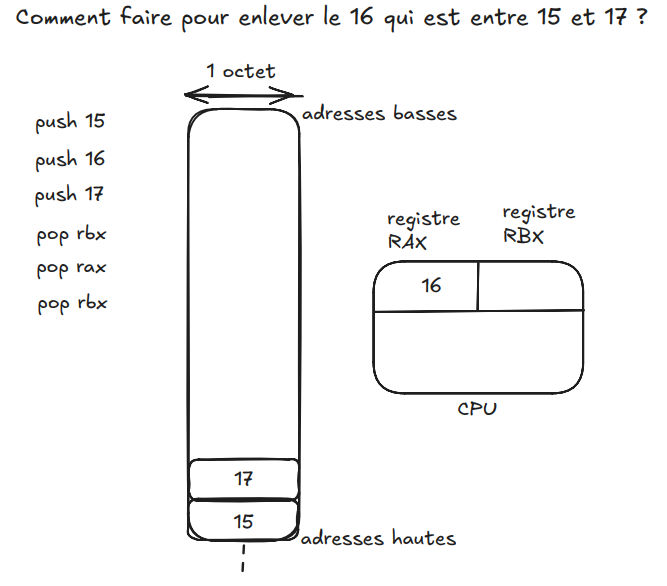 Comment faire pour enlever le 16 qui est entre 15 et 17 ?
1 octet
adresses basses
push 15
push 16
push 17
pop rbx
pop rax
pop rbx
registre
RAX
registre
RBX
16
CPU
17
15
adresses hautes